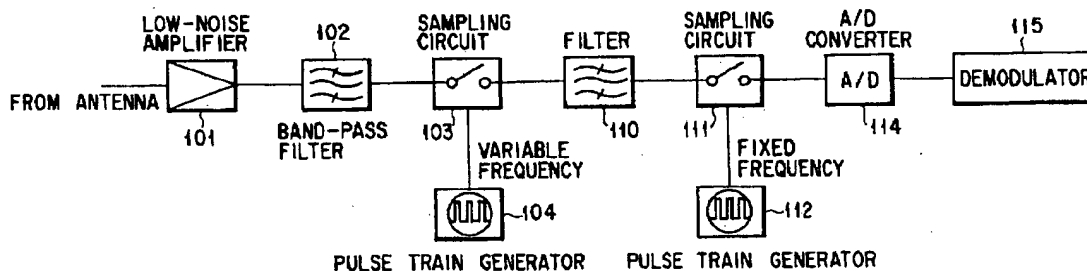 LOW-NOISE
AMPLIFIER
102
SAMPLING
CIRCUIT
FILTER
SAMPLING
CIRCUIT
A/D
CONVERTER
115
FROM ANTENNA
A/D
DEMODULATOR
101
BAND-PASS
FILTER
103
110
111
114
VARIABLE
FREQUENCY
FIXED
FREQUENCY
104
112
PULSE TRAIN GENERATOR
PULSE TRAIN GENERATOR